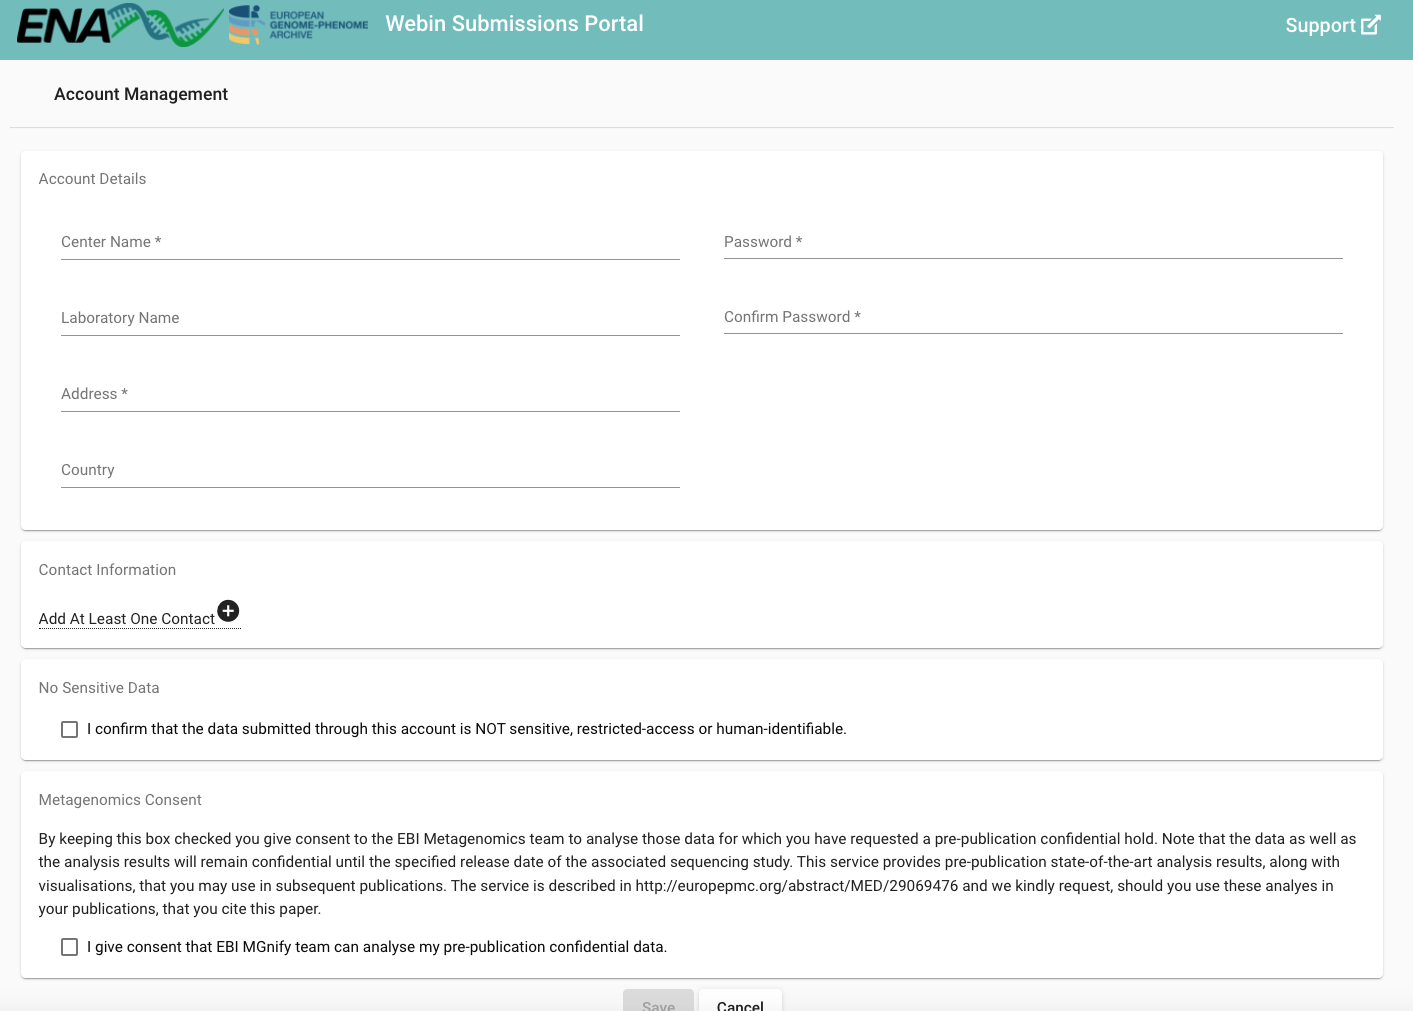 ENA
EUROPEAN
GENOME-PHENOME
ARCHIVE
Webin Submissions Portal
Support
Account Management
Account Details
Center Name *
Password *
Laboratory Name
Confirm Password *
Address *
Country
Contact Information
Add At Least One Contact
No Sensitive Data
I confirm that the data submitted through this account is NOT sensitive, restricted-access or human-identifiable.
Metagenomics Consent
By keeping this box checked you give consent to the EBI Metagenomics team to analyse those data for which you have requested a pre-publication confidential hold. Note that the data as well as
the analysis results will remain confidential until the specified release date of the associated sequencing study. This service provides pre-publication state-of-the-art analysis results, along with
visualisations, that you may use in subsequent publications. The service is described in http://europepmc.org/abstract/MED/29069476 and we kindly request, should you use these analyes in
your publications, that you cite this paper.
I give consent that EBI MGnify team can analyse my pre-publication confidential data.
Save
Cancel